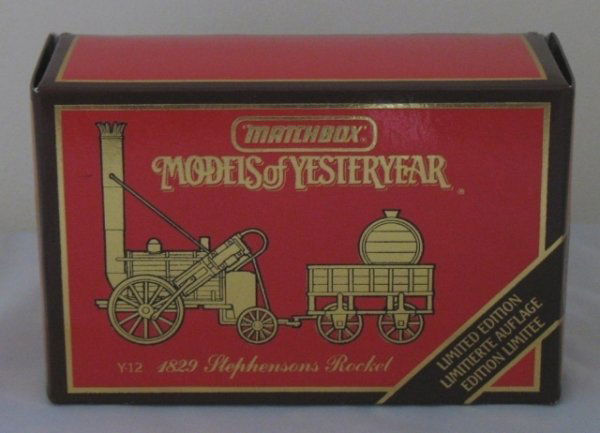 MATCHBOX
MODELS of YESTERYEAR ®
Y-12 1829 Stephensons Rocket
LIMITED EDITION
LIMITIERTE AUFLAGE
EDITION LIMITEE